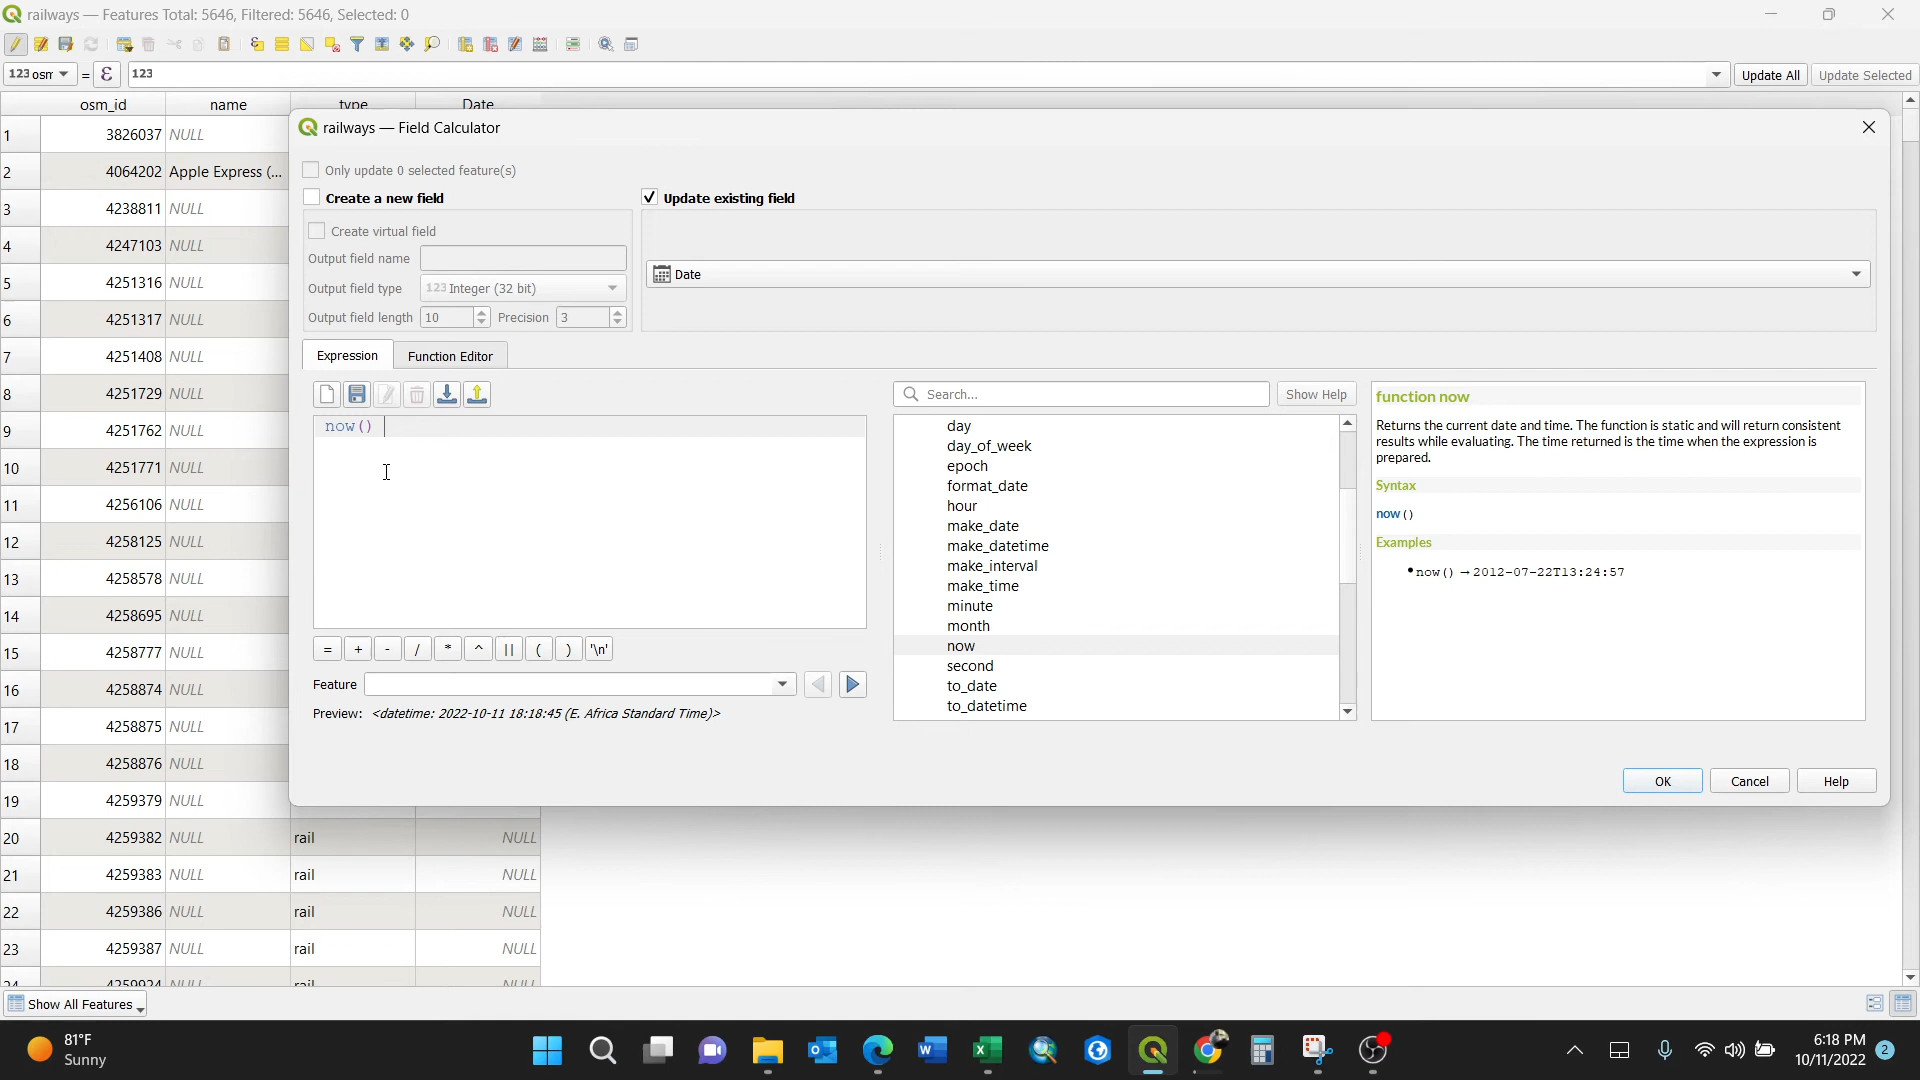 railways — Features Total: 5646, Filtered: 5646, Selected: 0
123 osm = ε 123 Update All Update Selected
osm_id name type Date
1 3826037 NULL
2 4064202 Apple Express (...
3 4238811 NULL
4 4247103 NULL
5 4251316 NULL
6 4251317 NULL
7 4251408 NULL
8 4251729 NULL
9 4251762 NULL
10 4251771 NULL
11 4256106 NULL
12 4258125 NULL
13 4258578 NULL
14 4258695 NULL
15 4258777 NULL
16 4258874 NULL
17 4258875 NULL
18 4258876 NULL
19 4259379 NULL
20 4259382 NULL rail NULL
21 4259383 NULL rail NULL
22 4259386 NULL rail NULL
23 4259387 NULL rail NULL
24 4259924 NULL rail NULL
railways — Field Calculator
Only update 0 selected feature(s)
Create a new field
Create virtual field
Output field name
Output field type 123 Integer (32 bit)
Output field length 10 Precision 3
Update existing field
Date
Expression Function Editor
now()
= + - / * ^ || ( ) '\n'
Feature
Preview: <datetime: 2022-10-11 18:18:45 (E. Africa Standard Time)>
Search... Show Help
day
day_of_week
epoch
format_date
hour
make_date
make_datetime
make_interval
make_time
minute
month
now
second
to_date
to_datetime
function now
Returns the current date and time. The function is static and will return consistent
results while evaluating. The time returned is the time when the expression is
prepared.
Syntax
now()
Examples
• now() → 2012-07-22T13:24:57
OK Cancel Help
Show All Features
81°F
Sunny
6:18 PM
10/11/2022
2